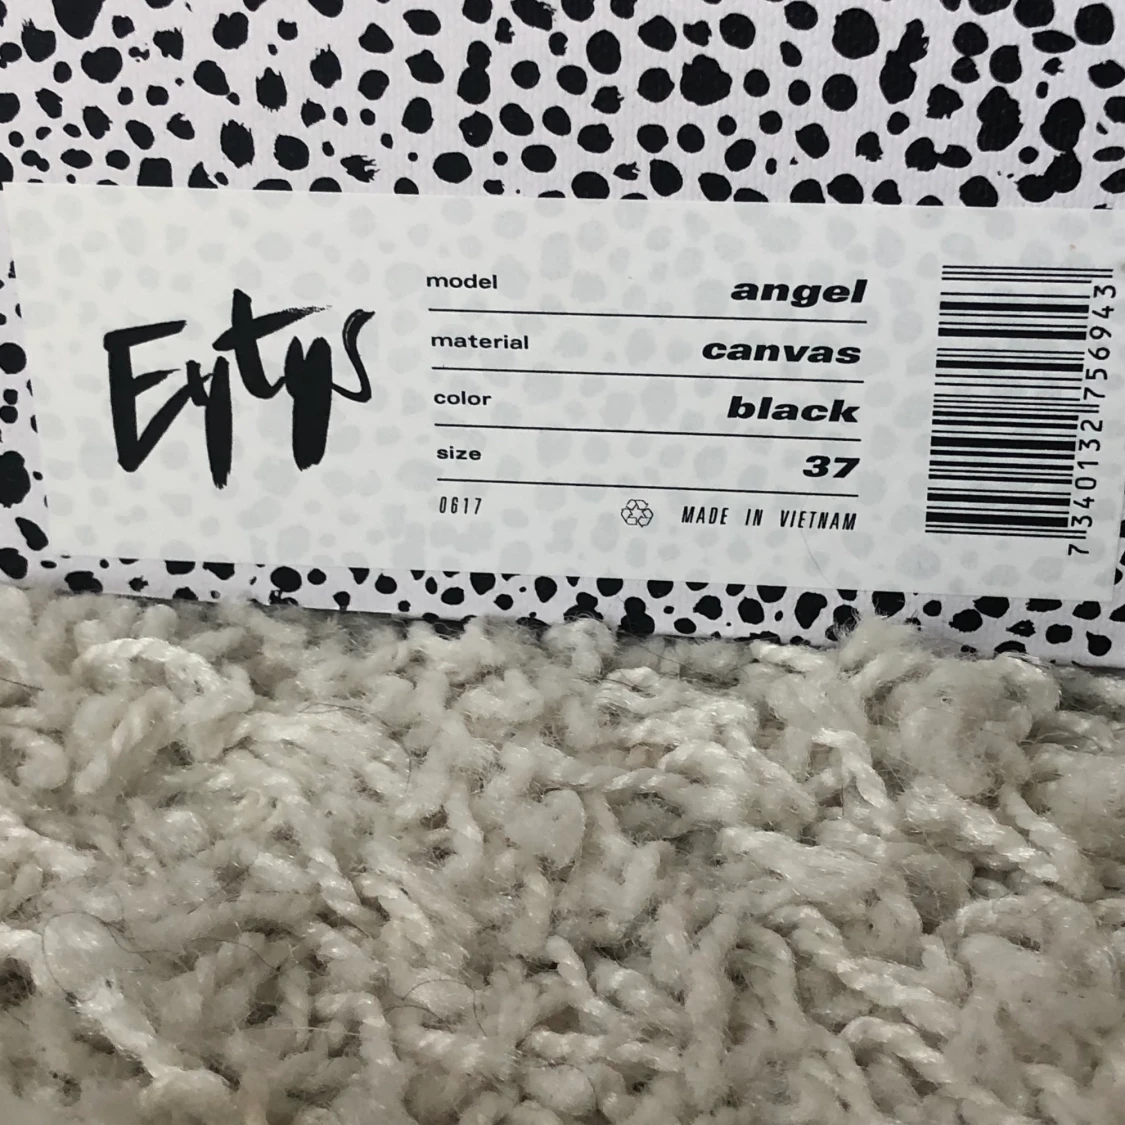 Eytys
model angel
material canvas
color black
size 37
0617 MADE IN VIETNAM
7340132756943